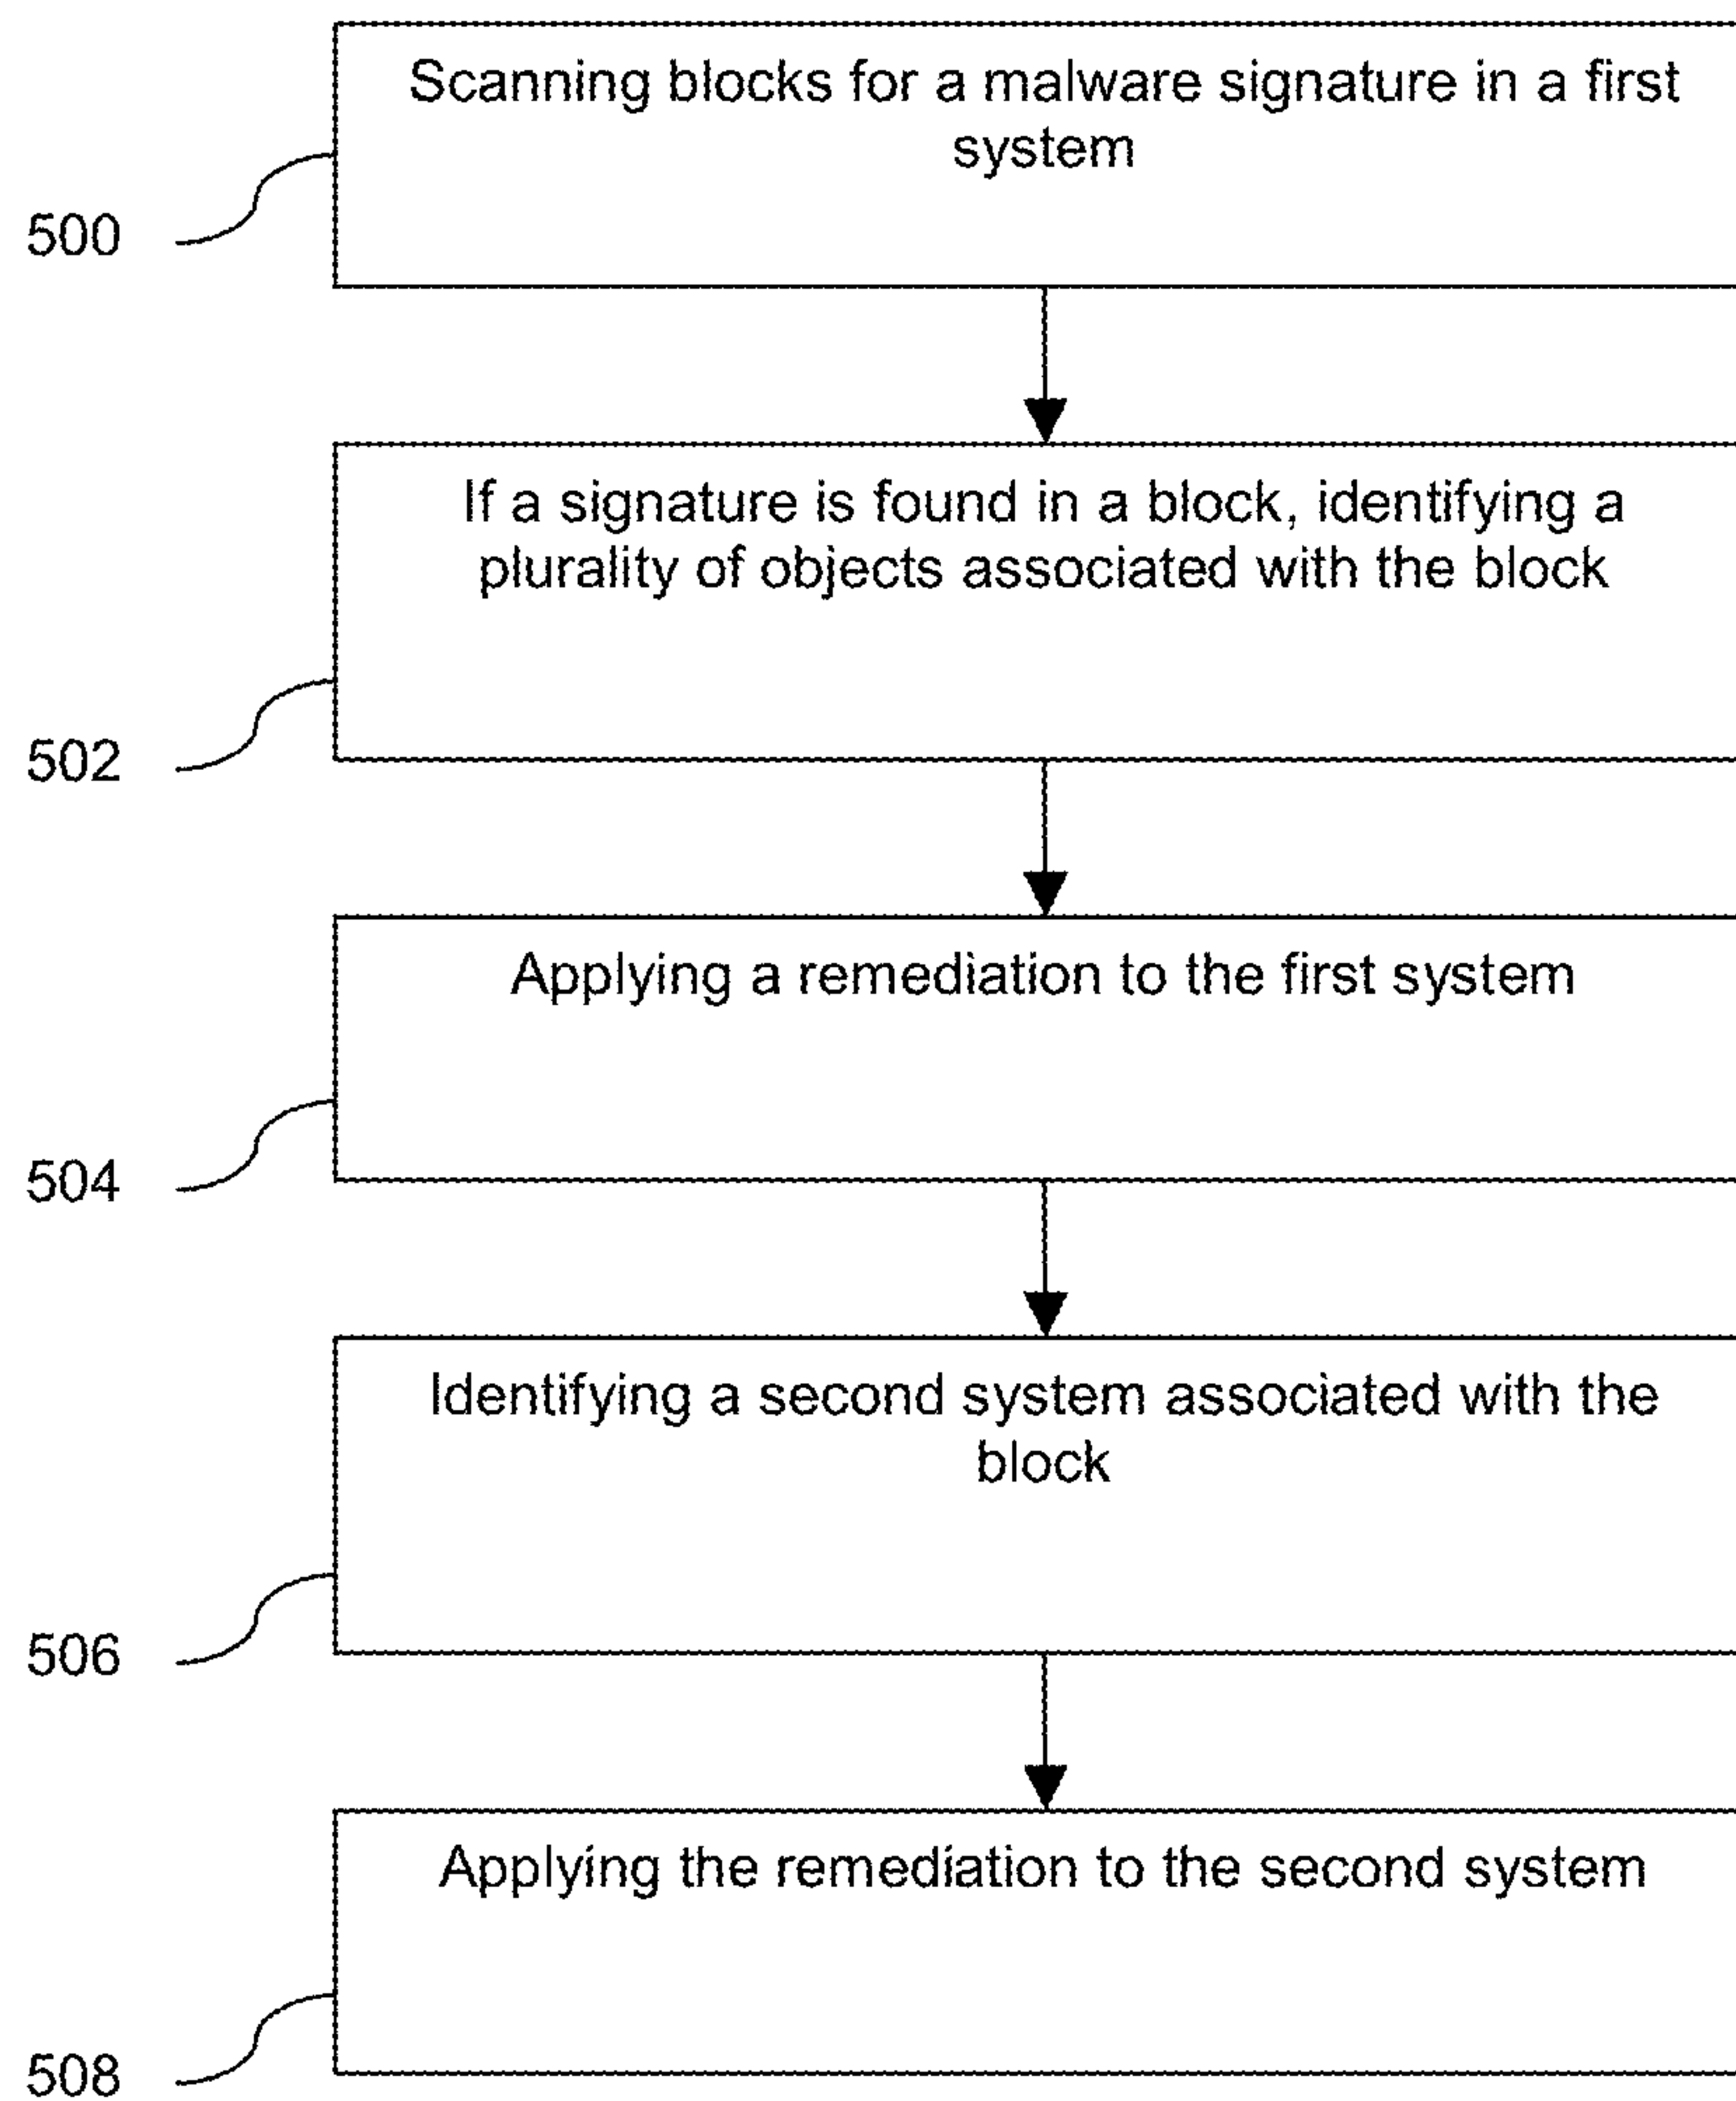 Scanning blocks for a malware signature in a first
system
500
If a signature is found in a block, identifying a
plurality of objects associated with the block
502
Applying a remediation to the first system
504
Identifying a second system associated with the
block
506
Applying the remediation to the second system
508